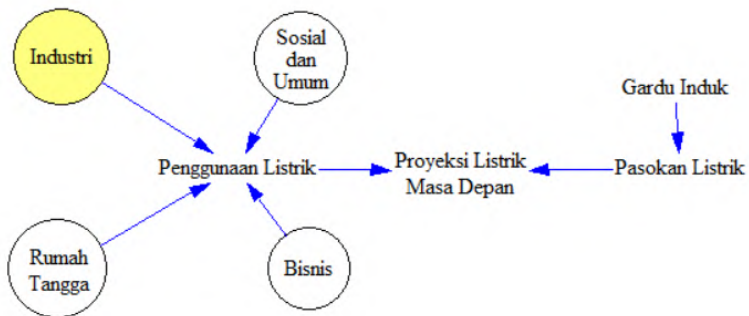 Industri
Sosial
dan
Umum
Gardu Induk
Penggunaan Listrik
Proyeksi Listrik
Masa Depan
Pasokan Listrik
Rumah
Tangga
Bisnis